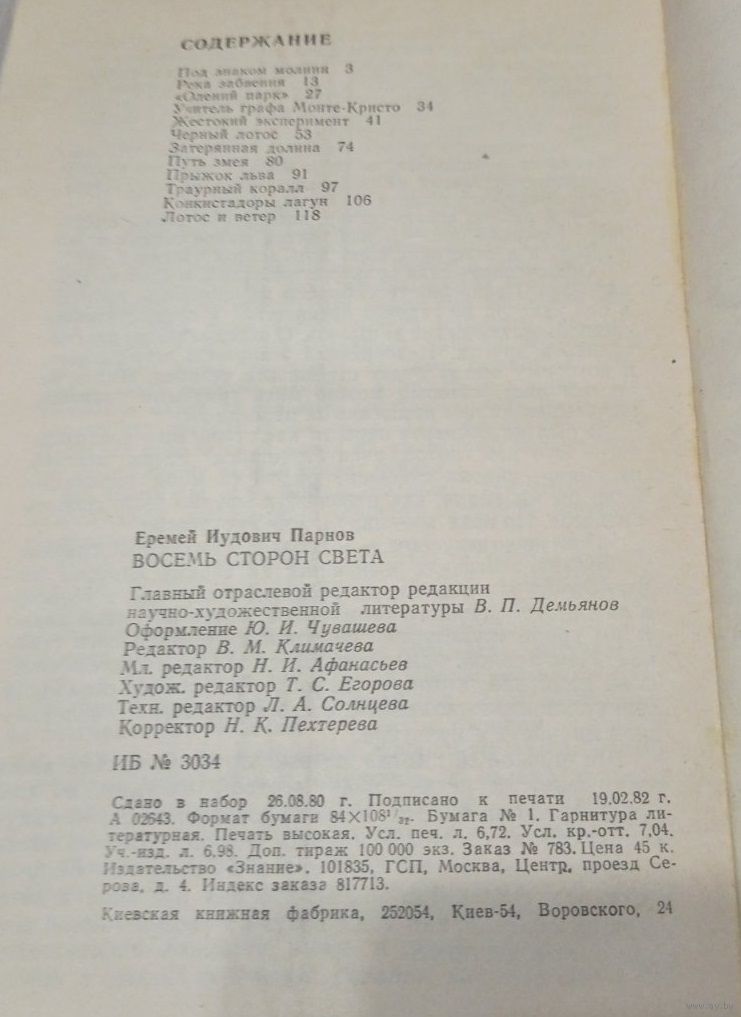 СОДЕРЖАНИЕ
Под знаком молнии 3
Река забвения 13
«Олений парк» 27
Учитель графа Монте-Кристо 34
Жестокий эксперимент 41
Черный лотос 53
Затерянная долина 74
Путь змея 80
Прыжок льва 91
Траурный коралл 97
Конкистадоры лагун 106
Лотос и ветер 118
Еремей Иудович Парнов
ВОСЕМЬ СТОРОН СВЕТА
Главный отраслевой редактор редакции
научно-художественной литературы В. П. Демьянов
Оформление Ю. И. Чувашева
Редактор В. М. Климачева
Мл. редактор Н. И. Афанасьев
Худож. редактор Т. С. Егорова
Техн. редактор Л. А. Солнцева
Корректор Н. К. Пехтерева
ИБ № 3034
Сдано в набор 26.08.80 г. Подписано к печати 19.02.82 г.
А 02643. Формат бумаги 84×108¹/₃₂. Бумага № 1. Гарнитура ли-
тературная. Печать высокая. Усл. печ. л. 6,72. Усл. кр.-отт. 7,04.
Уч.-изд. л. 6,98. Доп. тираж 100 000 экз. Заказ № 783. Цена 45 к.
Издательство «Знание». 101835, ГСП, Москва, Центр, проезд Се-
рова, д. 4. Индекс заказа 817713.
Киевская книжная фабрика, 252054, Киев-54, Воровского, 24
www.ay.by